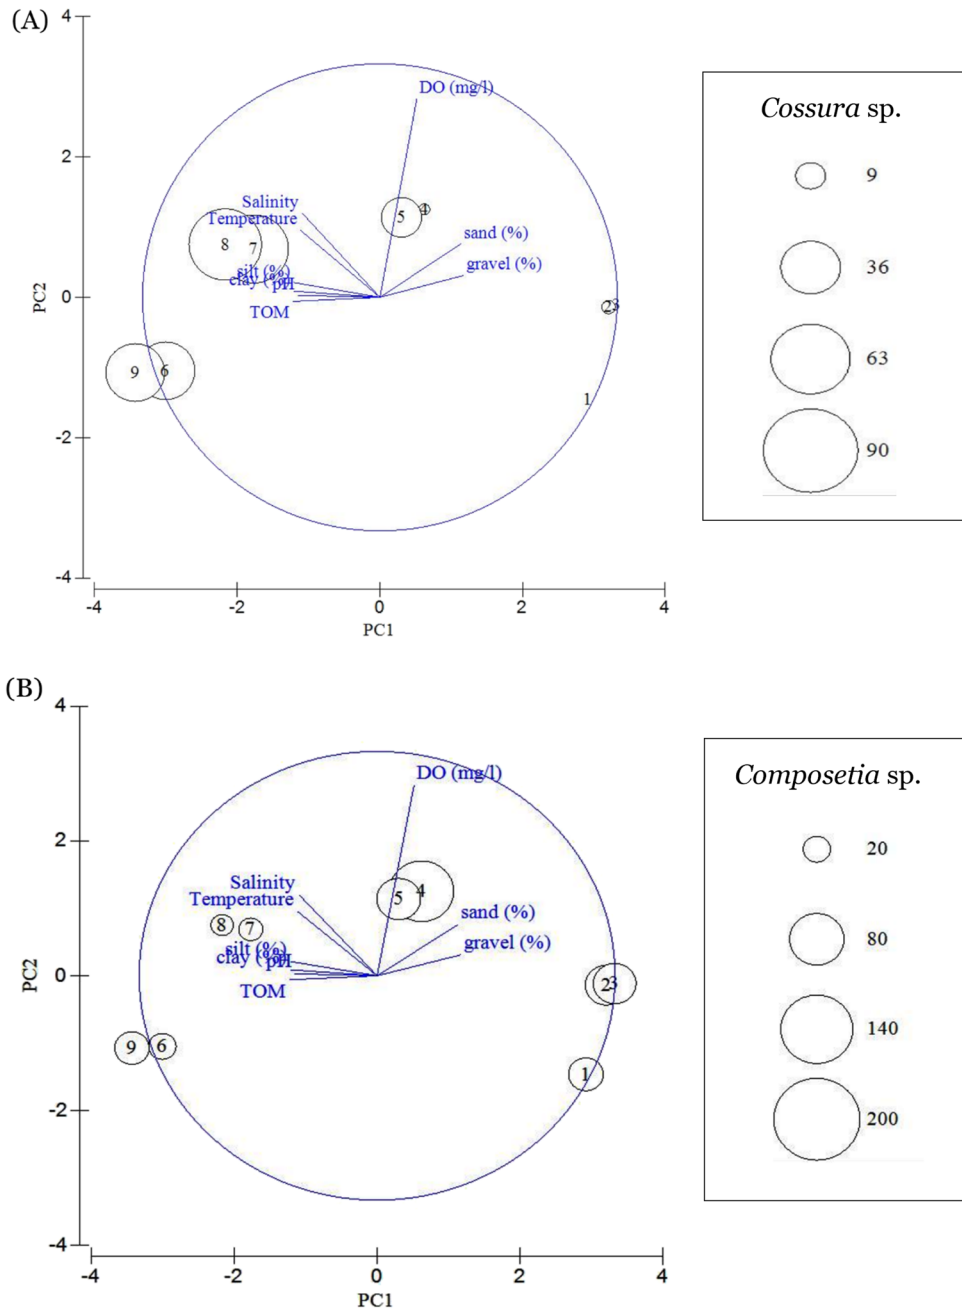 (A)
4
2
0
-2
-4
PC2
-4
-2
0
2
4
PC1
DO (mg/l)
Salinity
Temperature
sand (%)
gravel (%)
silt (%)
clay (%)
pH
TOM
5
4
8
7
2
3
9
6
1
Cossura sp.
9
36
63
90
(B)
4
2
0
-2
-4
PC2
-4
-2
0
2
4
PC1
DO (mg/l)
Salinity
Temperature
sand (%)
gravel (%)
silt (%)
clay (%)
pH
TOM
5
4
8
7
2
3
9
6
1
Composetia sp.
20
80
140
200